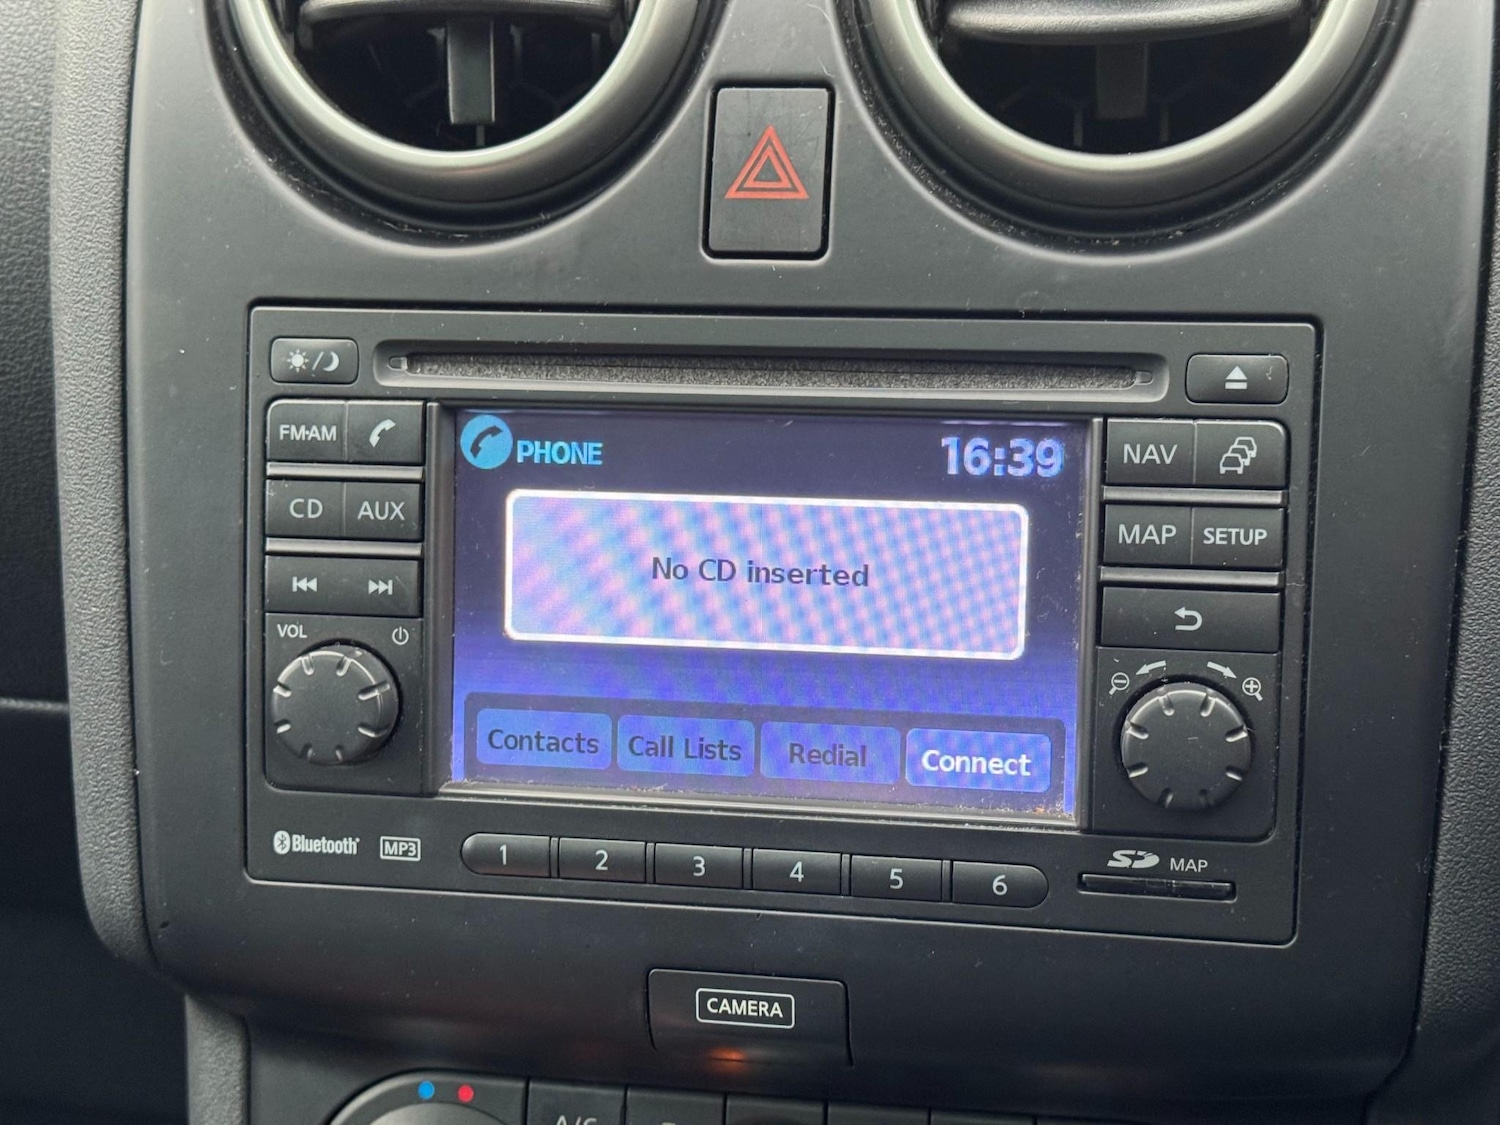 FM·AM
CD AUX
VOL
PHONE 16:39
No CD inserted
Contacts Call Lists Redial Connect
NAV
MAP SETUP
Bluetooth® MP3
1 2 3 4 5 6
SD MAP
CAMERA
A/C